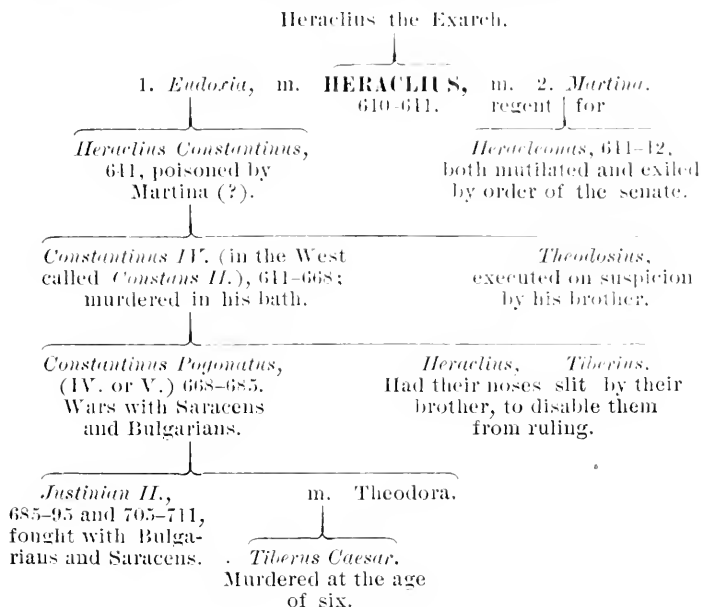 Heraclius the Exarch.
1. Eudoxia, m. HERACLIUS, m. 2. Martina.
610-641. regent for
Heraclius Constantinus,
641, poisoned by
Martina (?).
Heracleonas, 641-42,
both mutilated and exiled
by order of the senate.
Constantinus IV. (in the West
called Constans II.), 641-668;
murdered in his bath.
Theodosius,
executed on suspicion
by his brother.
Constantinus Pogonatus,
(IV. or V.) 668-685.
Wars with Saracens
and Bulgarians.
Heraclius, Tiberius.
Had their noses slit by their
brother, to disable them
from ruling.
Justinian II.,
685-95 and 705-711,
fought with Bulga-
rians and Saracens.
m. Theodora.
Tiberus Caesar.
Murdered at the age
of six.